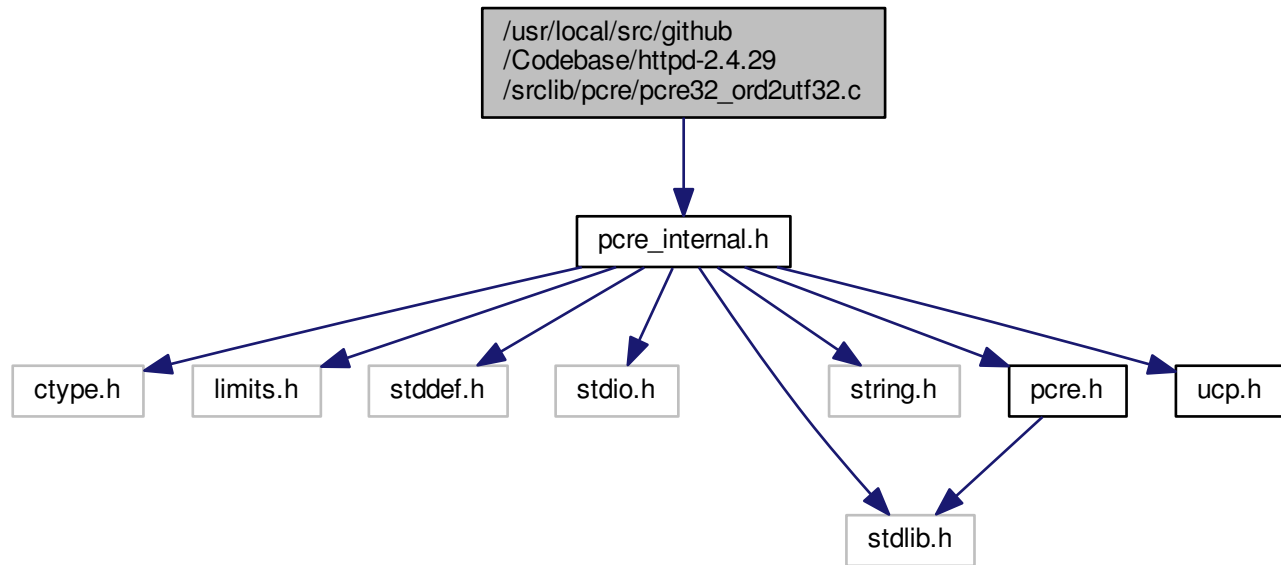 /usr/local/src/github
/Codebase/httpd-2.4.29
/srclib/pcre/pcre32_ord2utf32.c
pcre_internal.h
ctype.h
limits.h
stddef.h
stdio.h
string.h
pcre.h
ucp.h
stdlib.h